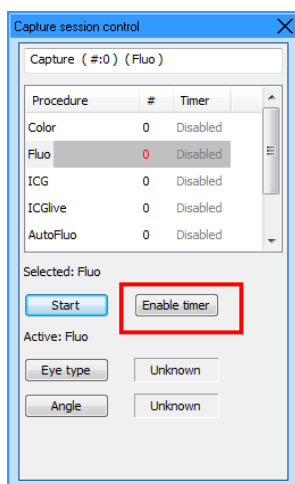 Capture session control
Capture ( #:0 ) ( Fluo )
Procedure # Timer
Color 0 Disabled
Fluo 0 Disabled
ICG 0 Disabled
ICGlive 0 Disabled
AutoFluo 0 Disabled
Selected: Fluo
Start Enable timer
Active: Fluo
Eye type Unknown
Angle Unknown